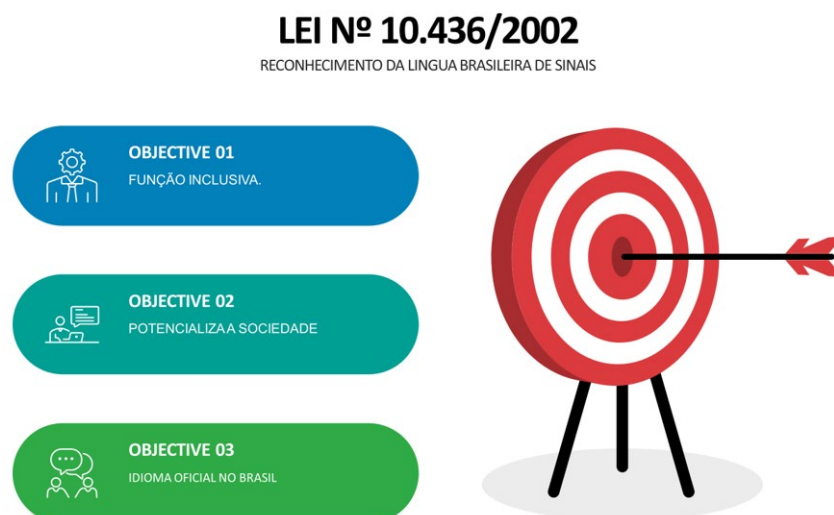 LEI Nº 10.436/2002
RECONHECIMENTO DA LINGUA BRASILEIRA DE SINAIS
OBJECTIVE 01
FUNÇÃO INCLUSIVA.
OBJECTIVE 02
POTENCIALIZA A SOCIEDADE
OBJECTIVE 03
IDIOMA OFICIAL NO BRASIL